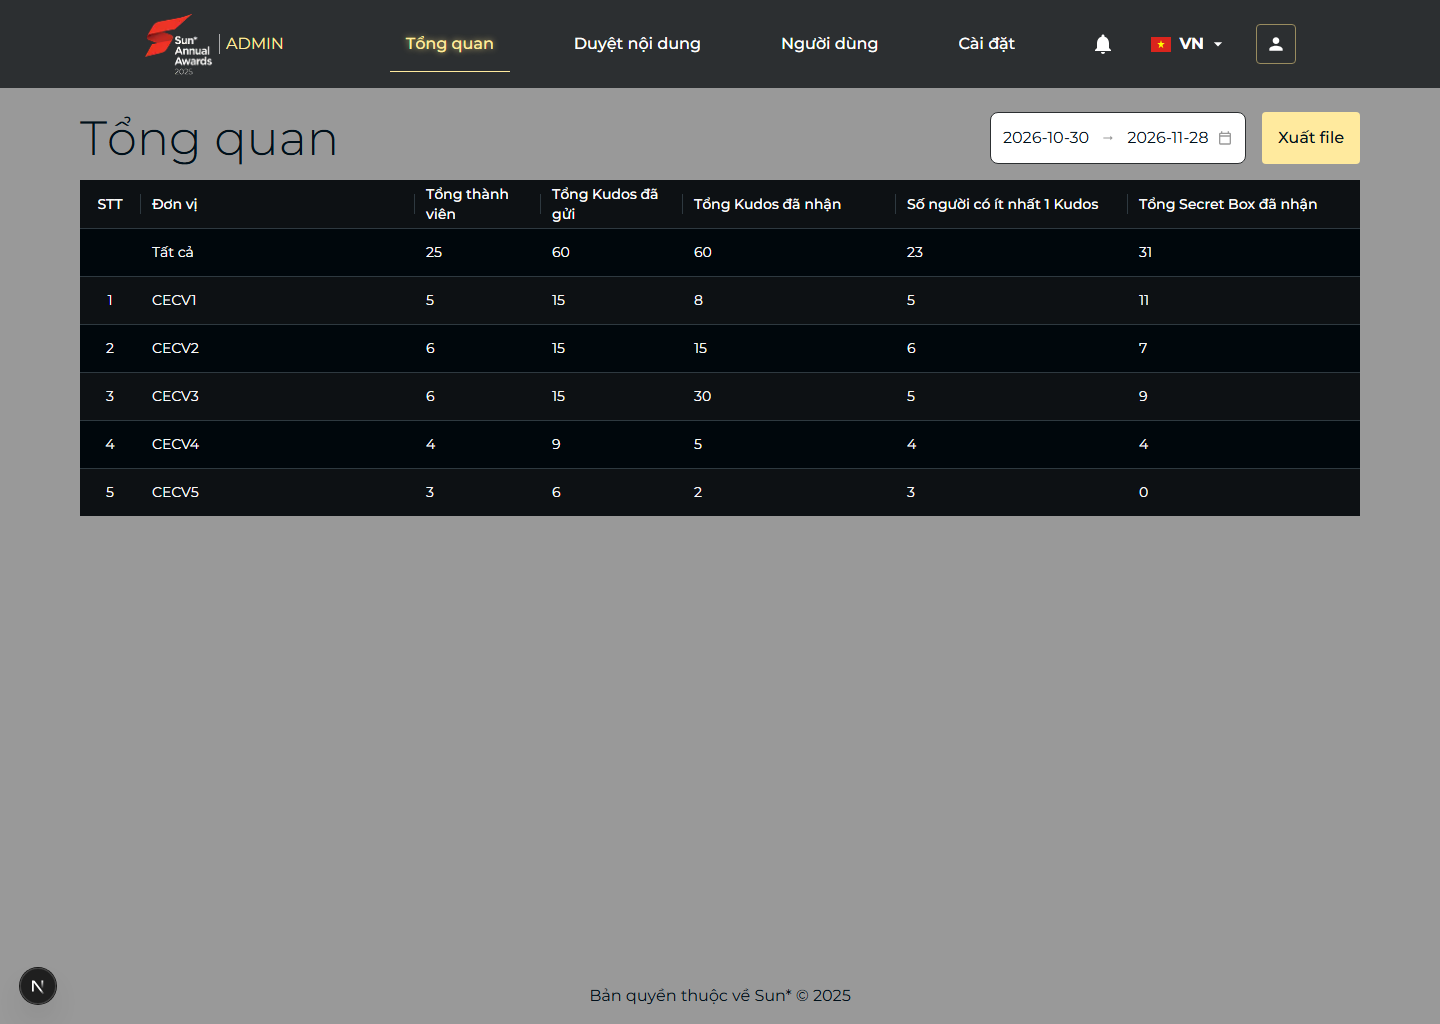 Sun* Annual Awards 2025 | ADMIN Tổng quan Duyệt nội dung Người dùng Cài đặt VN
Tổng quan 2026-10-30 → 2026-11-28 Xuất file
STT Đơn vị Tổng thành viên Tổng Kudos đã gửi Tổng Kudos đã nhận Số người có ít nhất 1 Kudos Tổng Secret Box đã nhận
Tất cả 25 60 60 23 31
1 CECV1 5 15 8 5 11
2 CECV2 6 15 15 6 7
3 CECV3 6 15 30 5 9
4 CECV4 4 9 5 4 4
5 CECV5 3 6 2 3 0
N
Bản quyền thuộc về Sun* © 2025